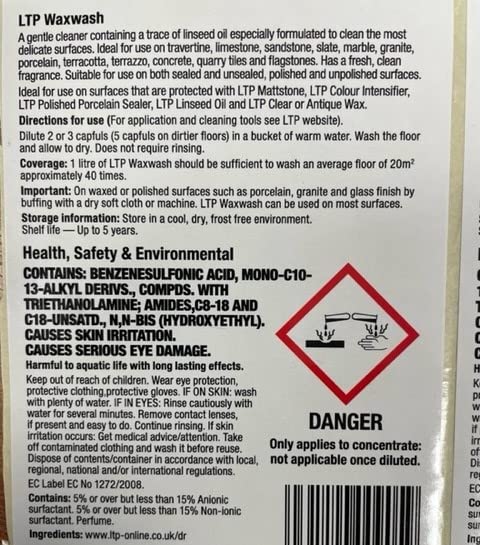 LTP Waxwash
A gentle cleaner containing a trace of linseed oil especially formulated to clean the most
delicate surfaces. Ideal for use on travertine, limestone, sandstone, slate, marble, granite,
porcelain, terracotta, terrazzo, concrete, quarry tiles and flagstones. Has a fresh, clean
fragrance. Suitable for use on both sealed and unsealed, polished and unpolished surfaces.
Ideal for use on surfaces that are protected with LTP Mattstone, LTP Colour Intensifier,
LTP Polished Porcelain Sealer, LTP Linseed Oil and LTP Clear or Antique Wax.
Directions for use (For application and cleaning tools see LTP website).
Dilute 2 or 3 capfuls (5 capfuls on dirtier floors) in a bucket of warm water. Wash the floor
and allow to dry. Does not require rinsing.
Coverage: 1 litre of LTP Waxwash should be sufficient to wash an average floor of 20m²
approximately 40 times.
Important: On waxed or polished surfaces such as porcelain, granite and glass finish by
buffing with a dry soft cloth or machine. LTP Waxwash can be used on most surfaces.
Storage information: Store in a cool, dry, frost free environment.
Shelf life — Up to 5 years.
Health, Safety & Environmental
CONTAINS: BENZENESULFONIC ACID, MONO-C10-
13-ALKYL DERIVS., COMPDS. WITH
TRIETHANOLAMINE; AMIDES,C8-18 AND
C18-UNSATD., N,N-BIS (HYDROXYETHYL).
CAUSES SKIN IRRITATION.
CAUSES SERIOUS EYE DAMAGE.
Harmful to aquatic life with long lasting effects.
Keep out of reach of children. Wear eye protection,
protective clothing,protective gloves. IF ON SKIN: wash
with plenty of water. IF IN EYES: Rinse cautiously with
water for several minutes. Remove contact lenses,
if present and easy to do. Continue rinsing. If skin
irritation occurs: Get medical advice/attention. Take
off contaminated clothing and wash it before reuse.
Dispose of contents/container in accordance with local,
regional, national and/or international regulations.
EC Label EC No 1272/2008.
Contains: 5% or over but less than 15% Anionic
surfactant. 5% or over but less than 15% Non-ionic
surfactant. Perfume.
Ingredients: www.ltp-online.co.uk/dr
DANGER
Only applies to concentrate:
not applicable once diluted.